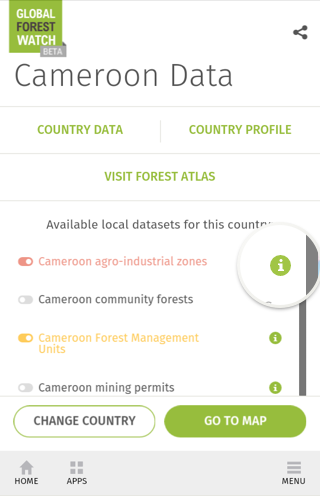 GLOBAL
FOREST
WATCH
BETA
Cameroon Data
COUNTRY DATA
COUNTRY PROFILE
VISIT FOREST ATLAS
Available local datasets for this country
Cameroon agro-industrial zones
Cameroon community forests
Cameroon Forest Management
Units
Cameroon mining permits
CHANGE COUNTRY
GO TO MAP
HOME
APPS
MENU